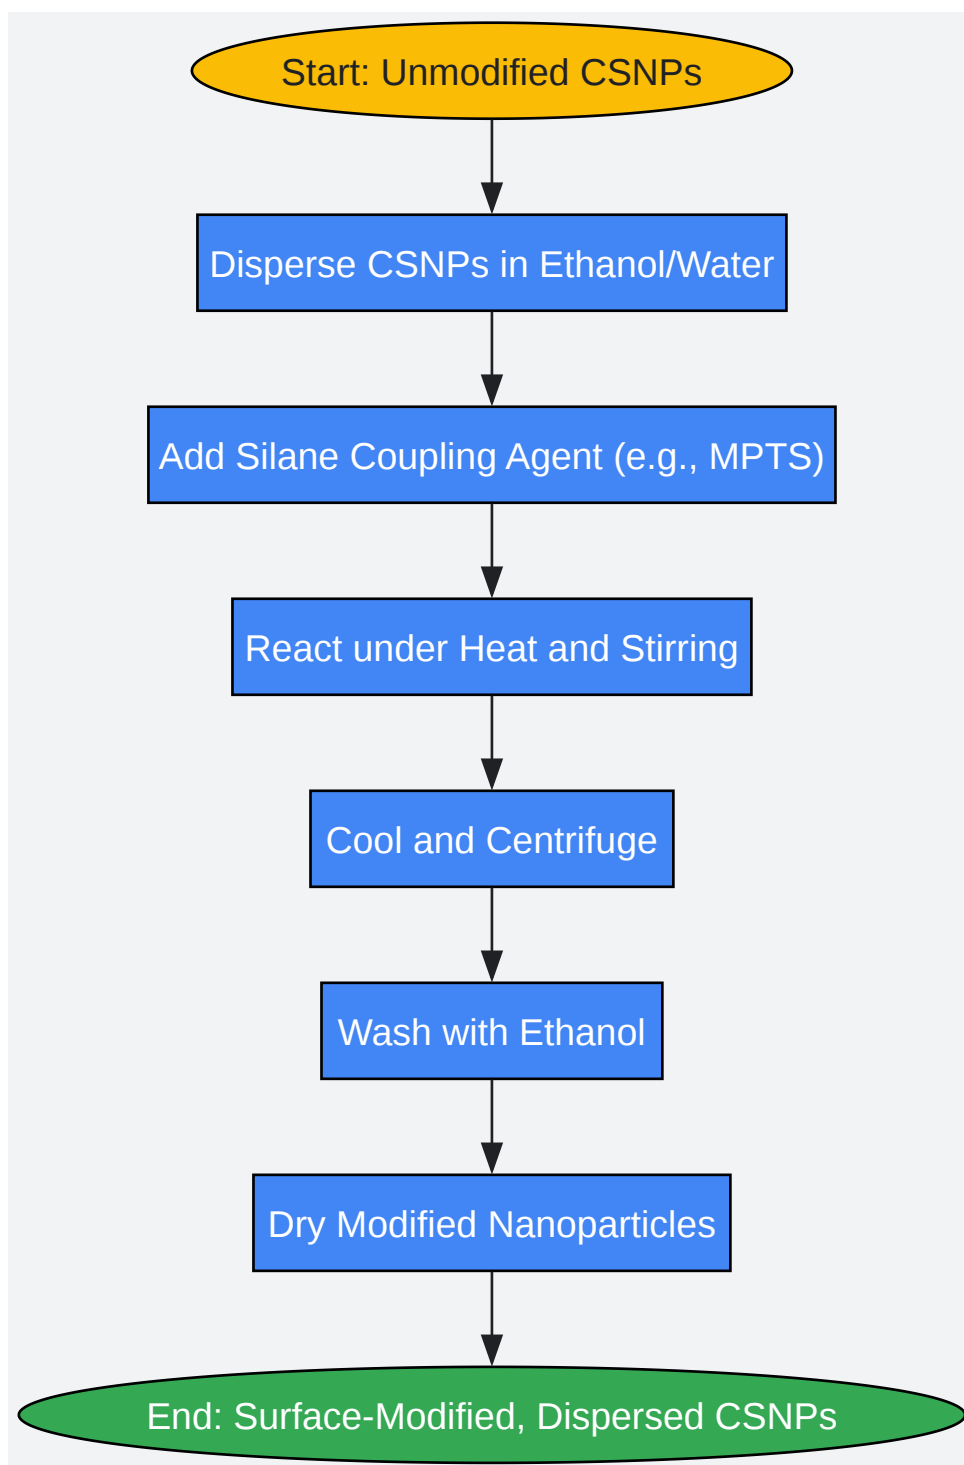 Start: Unmodified CSNPs
Disperse CSNPs in Ethanol/Water
Add Silane Coupling Agent (e.g., MPTS)
React under Heat and Stirring
Cool and Centrifuge
Wash with Ethanol
Dry Modified Nanoparticles
End: Surface-Modified, Dispersed CSNPs